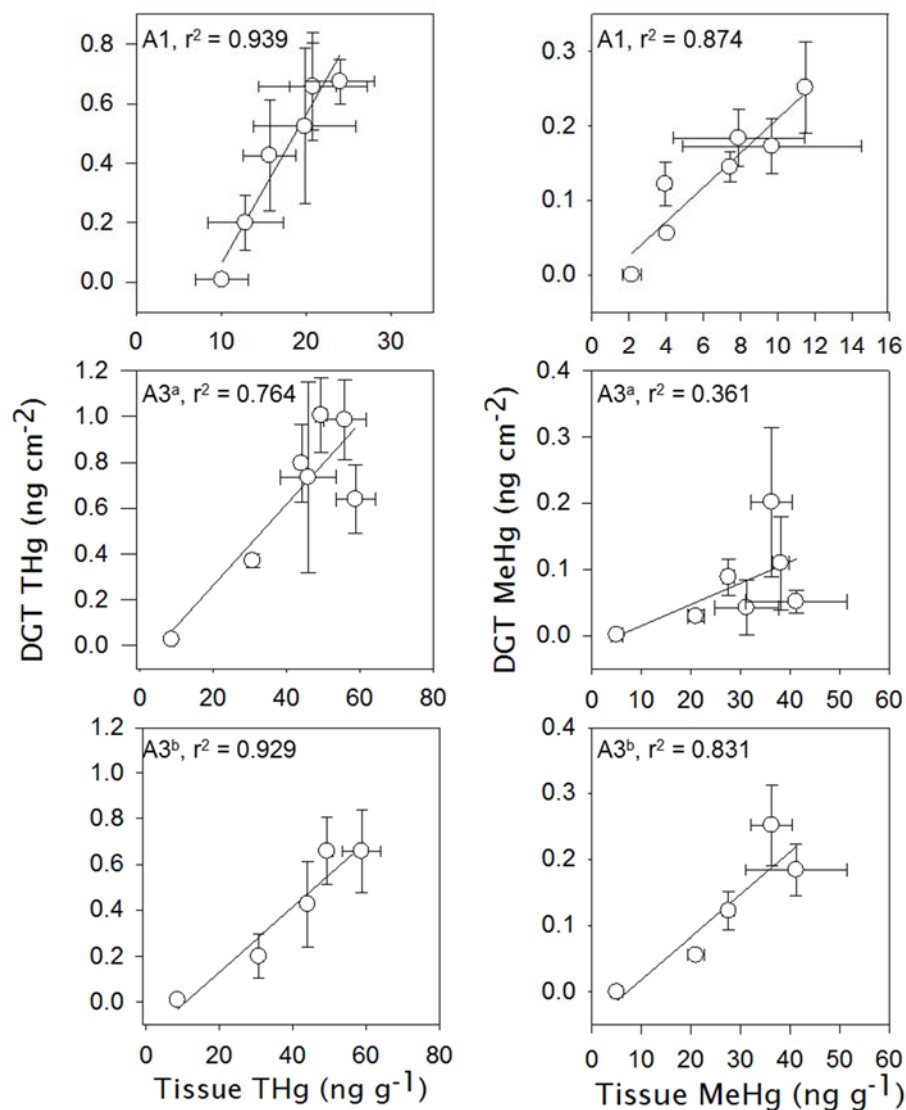 A1, r² = 0.939
0.8
0.6
0.4
0.2
0.0
0 10 20 30
A1, r² = 0.874
0.3
0.2
0.1
0.0
0 2 4 6 8 10 12 14 16
DGT THg (ng cm⁻²)
A3ᵃ, r² = 0.764
1.2
1.0
0.8
0.6
0.4
0.2
0.0
0 20 40 60 80
DGT MeHg (ng cm⁻²)
A3ᵃ, r² = 0.361
0.4
0.3
0.2
0.1
0.0
0 10 20 30 40 50 60
A3ᵇ, r² = 0.929
1.2
1.0
0.8
0.6
0.4
0.2
0.0
0 20 40 60 80
Tissue THg (ng g⁻¹)
A3ᵇ, r² = 0.831
0.4
0.3
0.2
0.1
0.0
0 10 20 30 40 50 60
Tissue MeHg (ng g⁻¹)